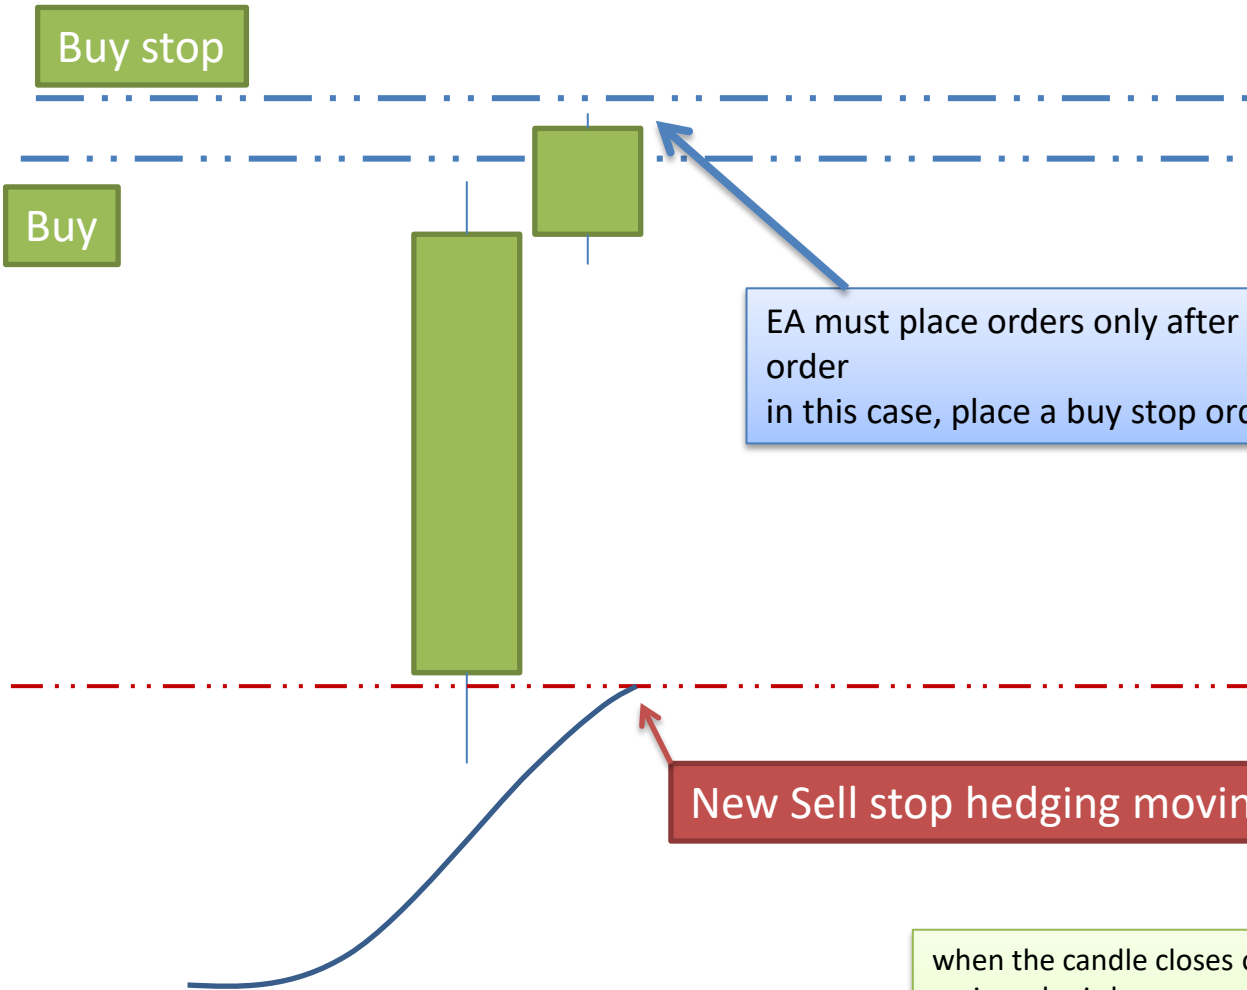 Buy stop
Buy
EA must place orders only after
order
in this case, place a buy stop
New Sell stop hedging
when the candle closes